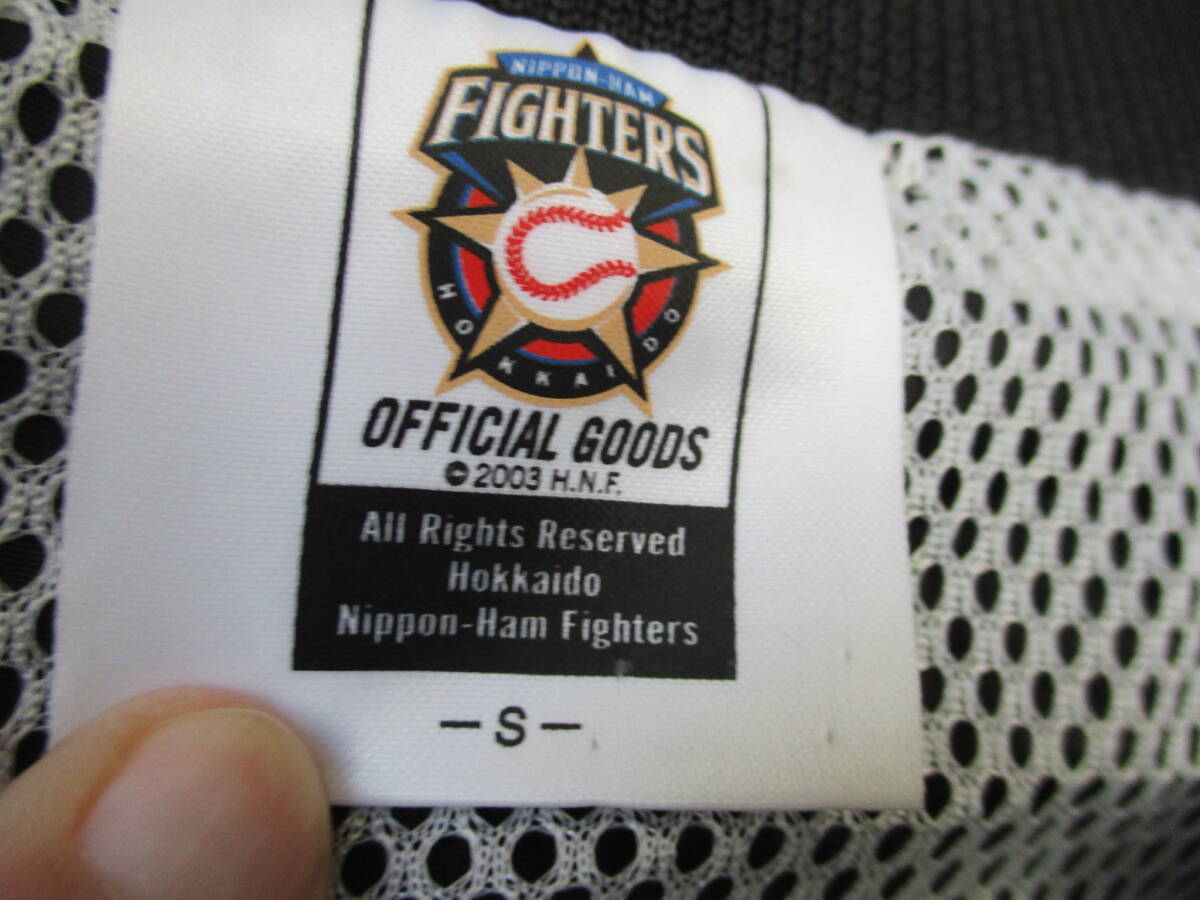 NIPPON-HAM
FIGHTERS
HOKKAIDO
OFFICIAL GOODS
© 2003 H.N.F.
All Rights Reserved
Hokkaido
Nippon-Ham Fighters
－S－